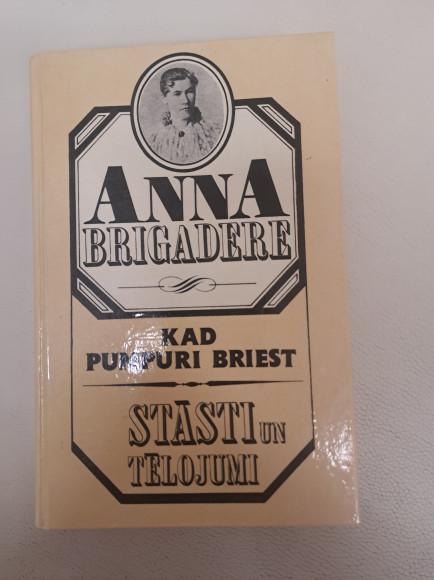 ANNA
BRIGADERE
KAD
PUMPURI BRIEST
STĀSTI UN
TĒLOJUMI